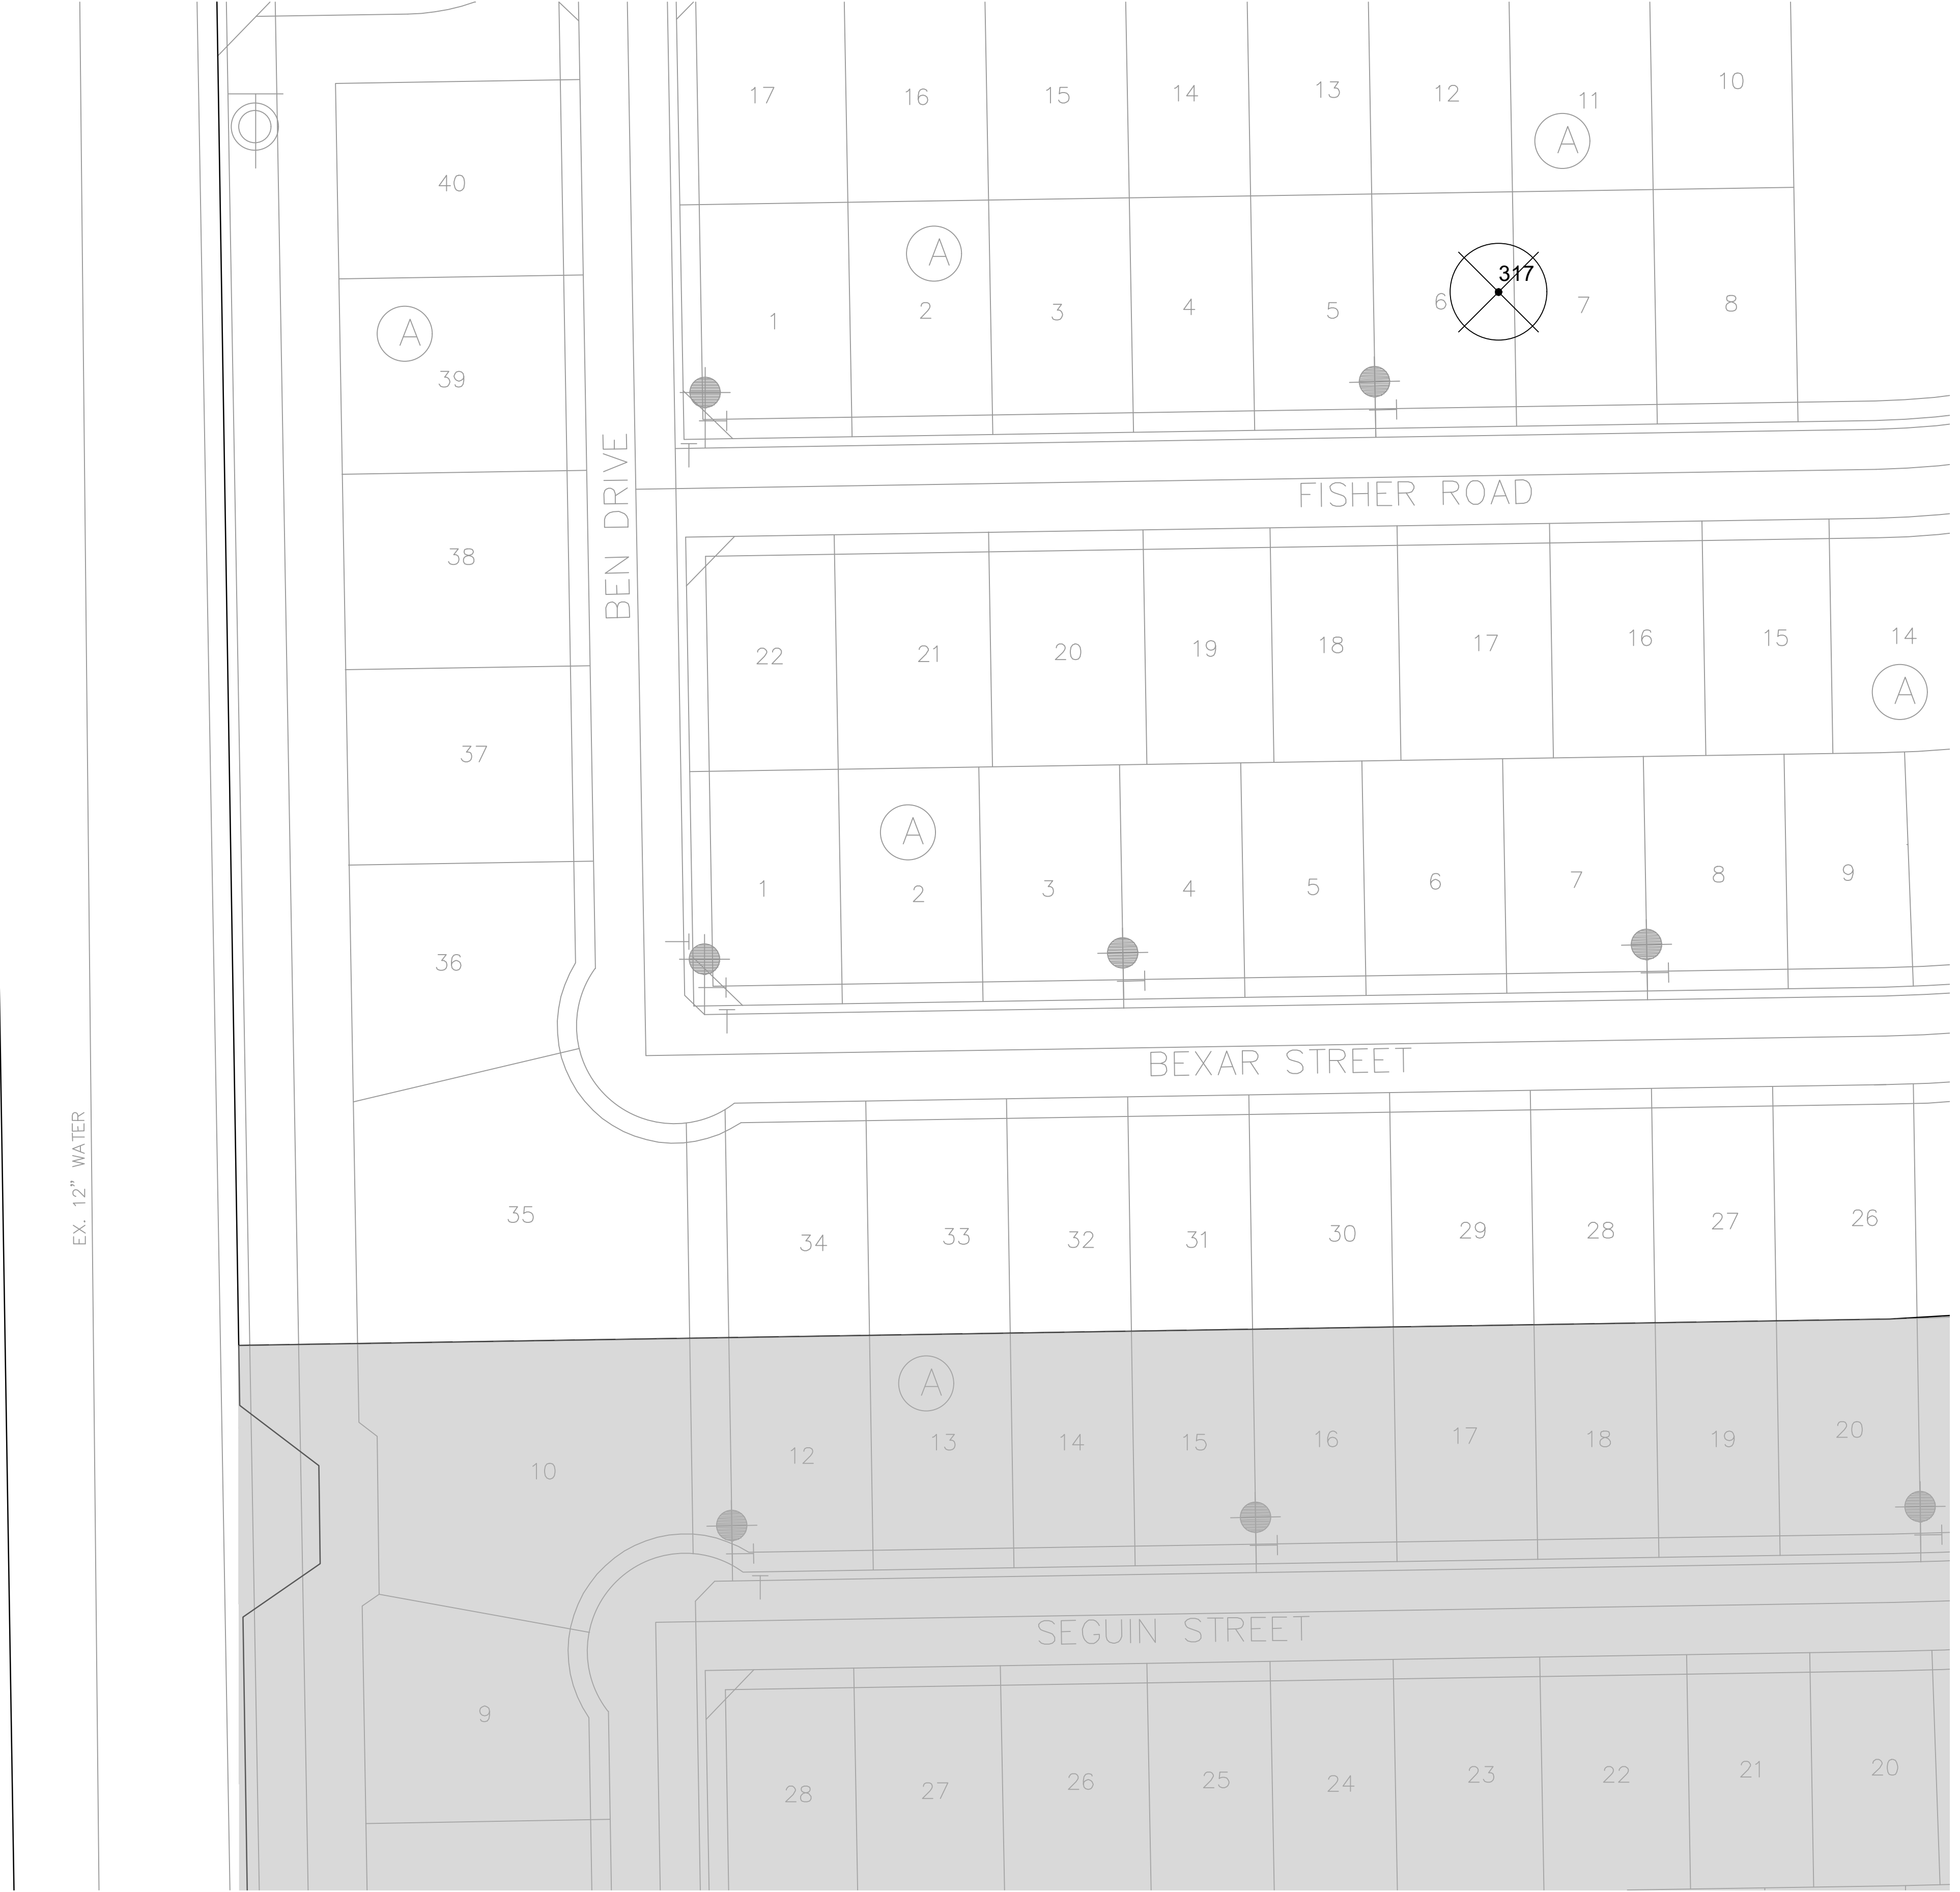 17 16 15 14 13 12 11 10
A
40
A
317
1 2 3 4 5 6 7 8
A
39
FISHER ROAD
BEN DRIVE
38
22 21 20 19 18 17 16 15 14
A
37
A
1 2 3 4 5 6 7 8 9
36
BEXAR STREET
EX. 12" WATER
35
34 33 32 31 30 29 28 27 26
A
10
12 13 14 15 16 17 18 19 20
SEGUIN STREET
9
28 27 26 25 24 23 22 21 20